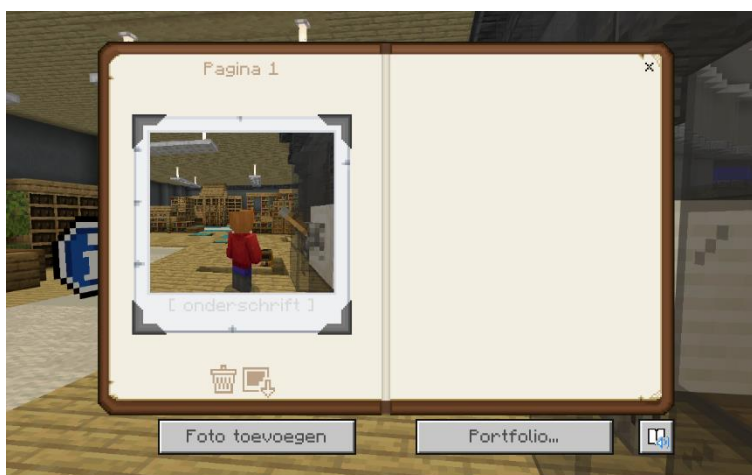 Pagina 1
x
[ onderschrift ]
Foto toevoegen
Portfolio…